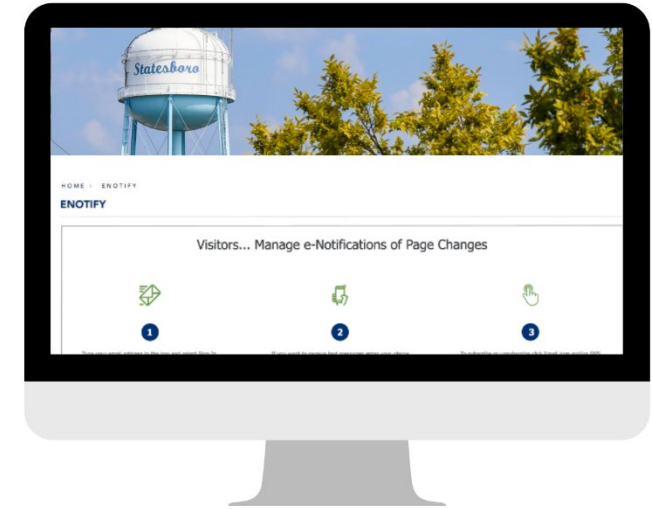 Statesboro
HOME › ENOTIFY
ENOTIFY
Visitors... Manage e-Notifications of Page Changes
1
2
3